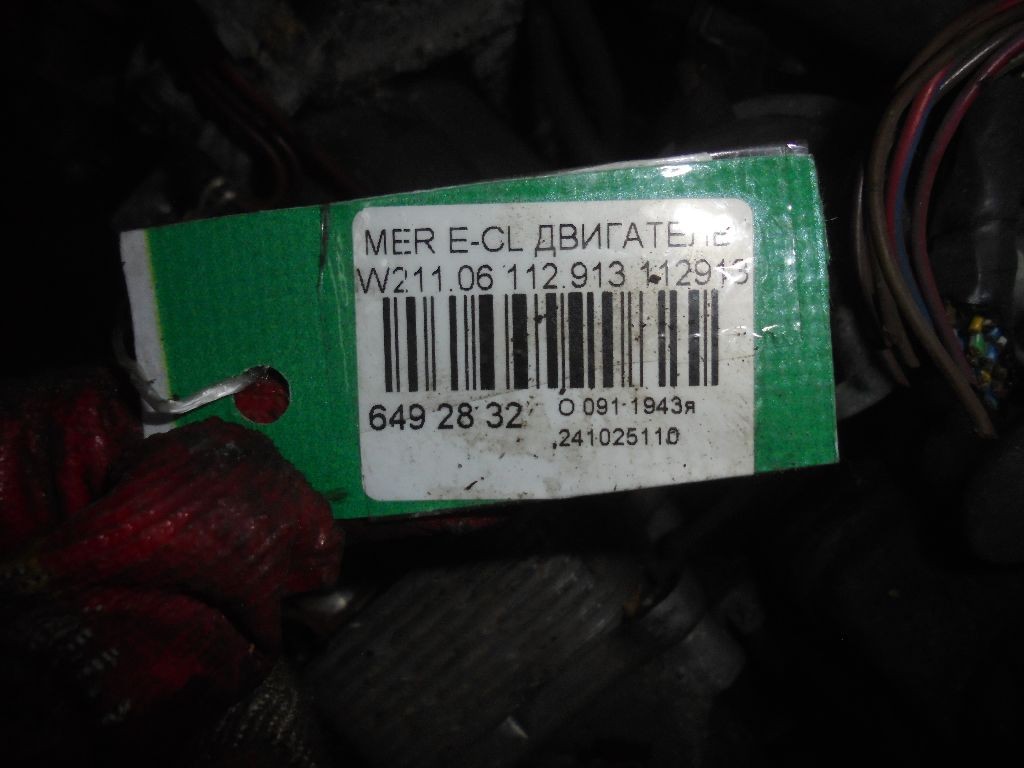 MER E-CL ДВИГАТЕЛЬ
W211.06 112.913 112913
649 28 32
О 091 1943я
241025110